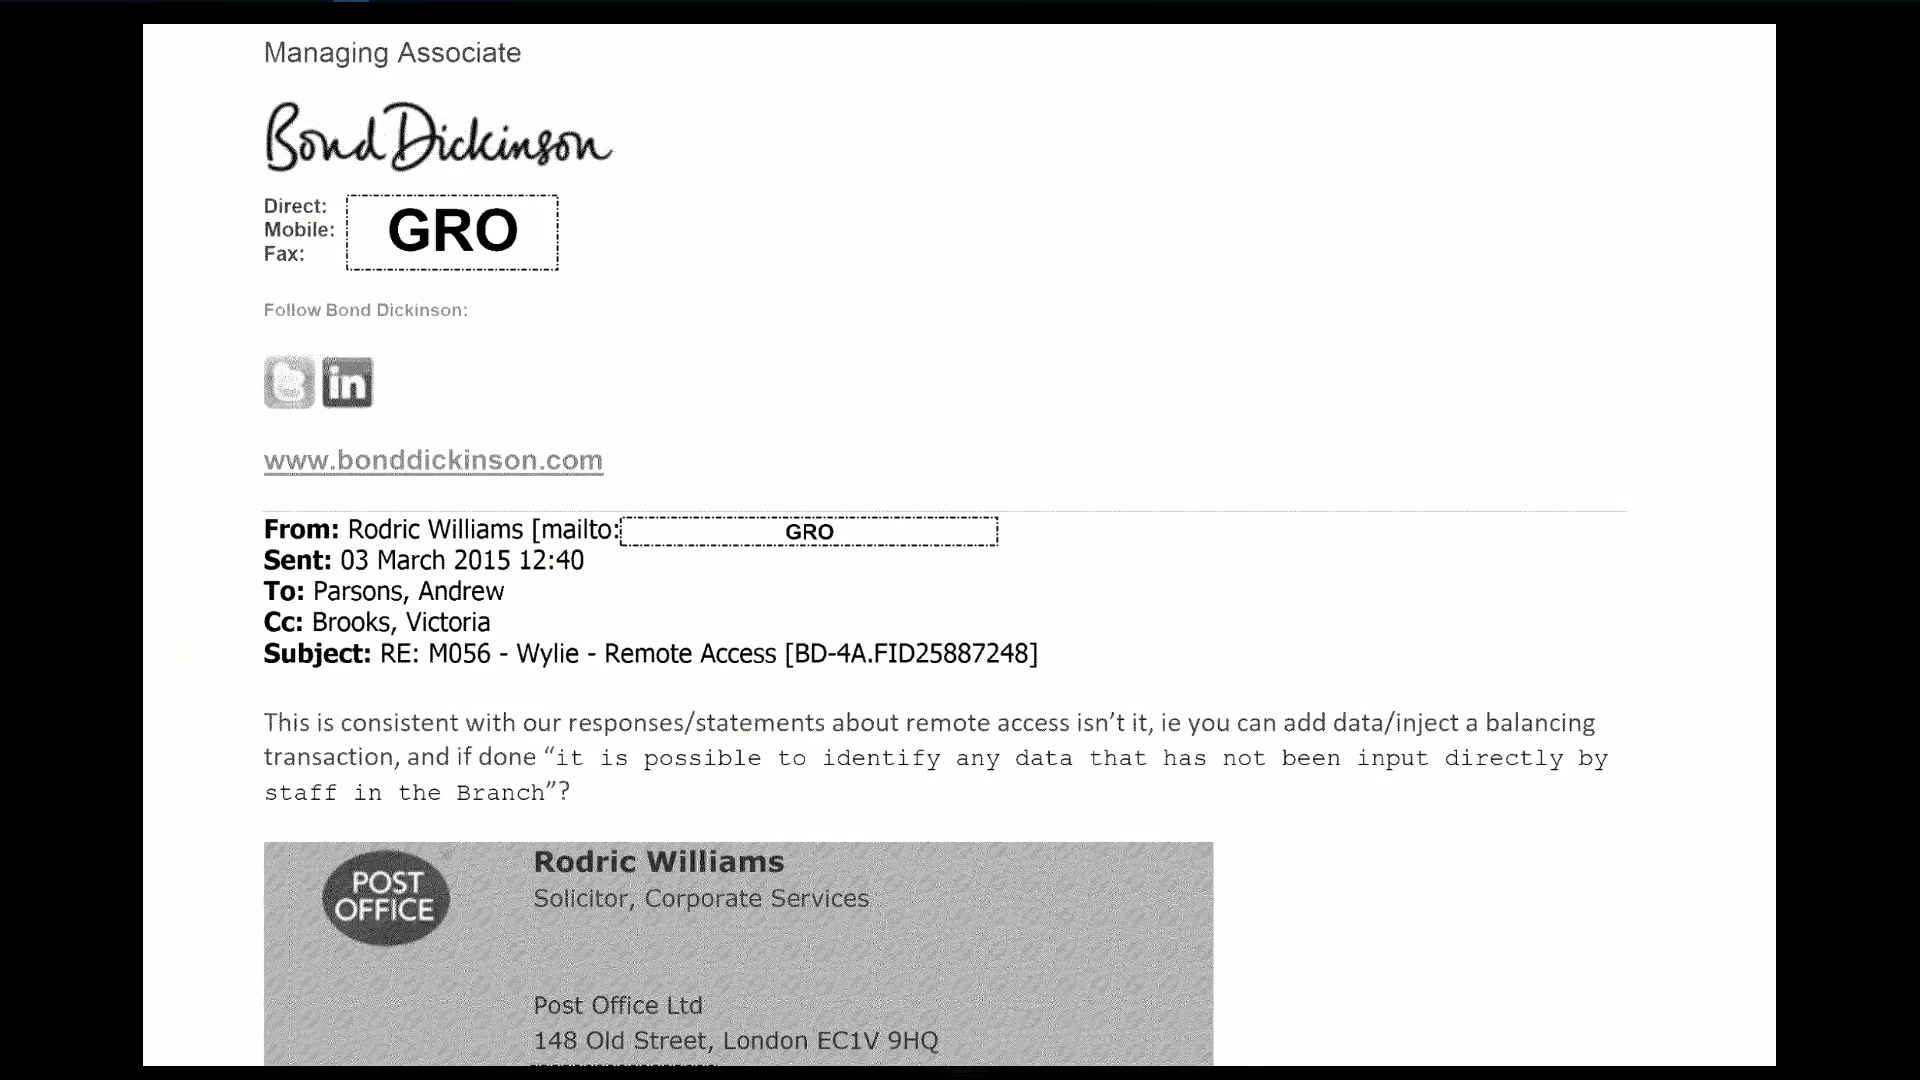 Managing Associate
Bond Dickinson
Direct:
Mobile:
Fax:
GRO
Follow Bond Dickinson:
in
www.bonddickinson.com
From: Rodric Williams [mailto: GRO
Sent: 03 March 2015 12:40
To: Parsons, Andrew
Cc: Brooks, Victoria
Subject: RE: M056 - Wylie - Remote Access [BD-4A.FID25887248]
This is consistent with our responses/statements about remote access isn’t it, ie you can add data/inject a balancing
transaction, and if done “it is possible to identify any data that has not been input directly by
staff in the Branch”?
POST
OFFICE
Rodric Williams
Solicitor, Corporate Services
Post Office Ltd
148 Old Street, London EC1V 9HQ